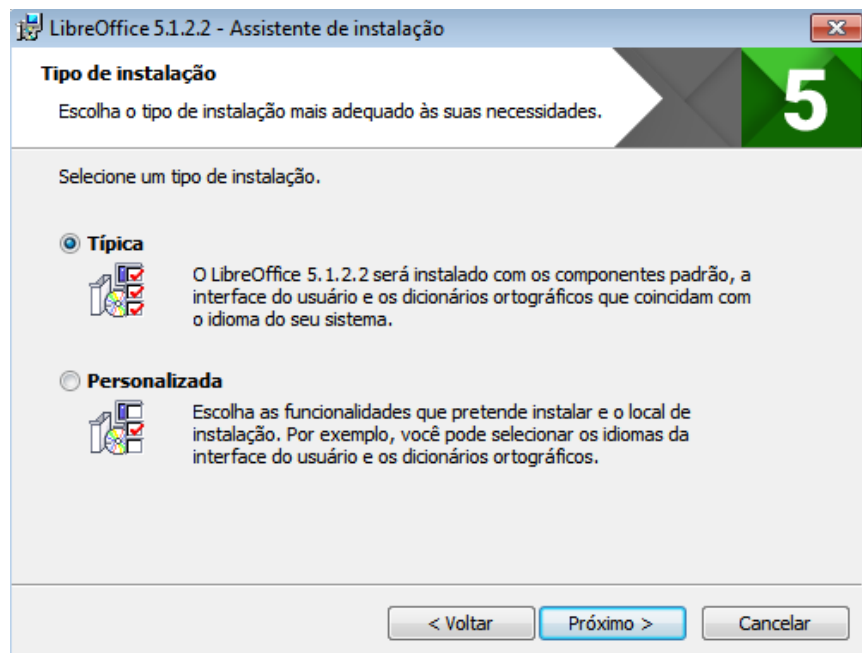 LibreOffice 5.1.2.2 - Assistente de instalação
Tipo de instalação
Escolha o tipo de instalação mais adequado às suas necessidades.
5
Selecione um tipo de instalação.
Típica
O LibreOffice 5.1.2.2 será instalado com os componentes padrão, a
interface do usuário e os dicionários ortográficos que coincidam com
o idioma do seu sistema.
Personalizada
Escolha as funcionalidades que pretende instalar e o local de
instalação. Por exemplo, você pode selecionar os idiomas da
interface do usuário e os dicionários ortográficos.
< Voltar Próximo > Cancelar